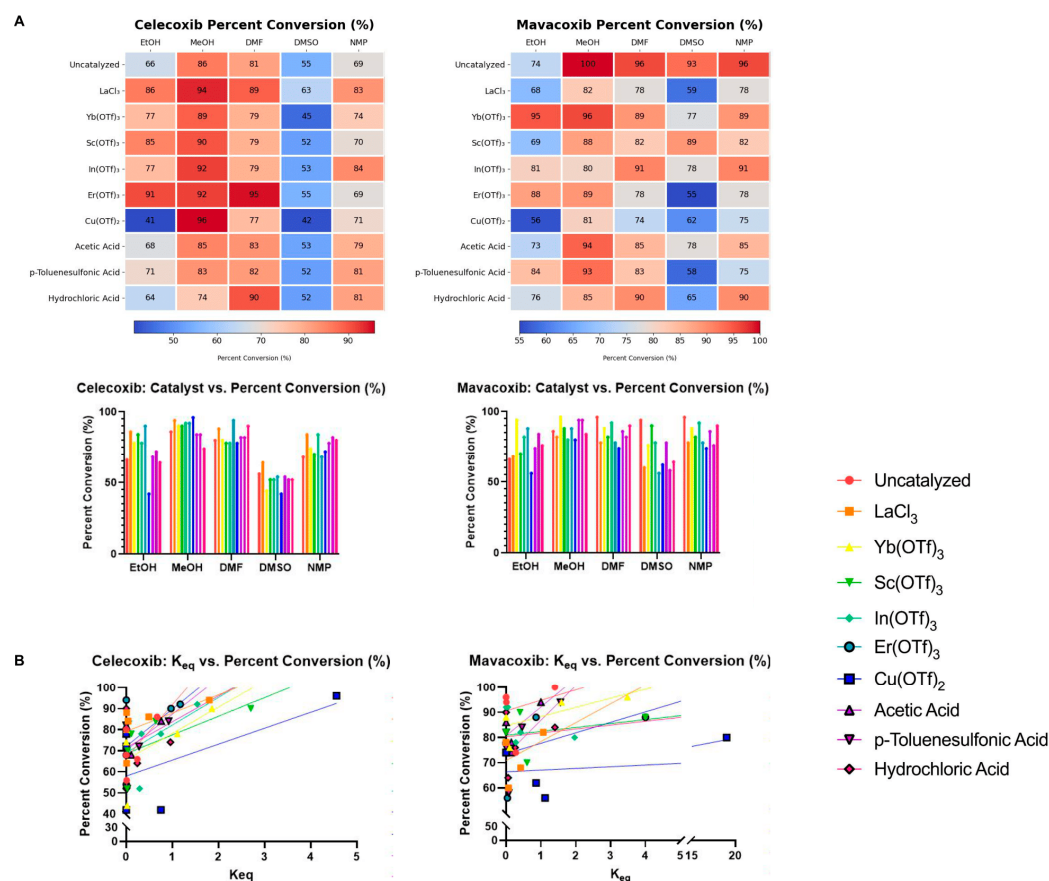 A
Celecoxib Percent Conversion (%)
EtOH MeOH DMF DMSO NMP
Uncatalyzed 66 86 81 55 69
LaCl₃ 86 94 89 63 83
Yb(OTf)₃ 77 89 79 45 74
Sc(OTf)₃ 85 90 79 52 70
In(OTf)₃ 77 92 79 53 84
Er(OTf)₃ 91 92 95 55 69
Cu(OTf)₂ 41 96 77 42 71
Acetic Acid 68 85 83 53 79
p-Toluenesulfonic Acid 71 83 82 52 81
Hydrochloric Acid 64 74 90 52 81
50 60 70 80 90
Percent Conversion (%)
Mavacoxib Percent Conversion (%)
EtOH MeOH DMF DMSO NMP
Uncatalyzed 74 100 96 93 96
LaCl₃ 68 82 78 59 78
Yb(OTf)₃ 95 96 89 77 89
Sc(OTf)₃ 69 88 82 89 82
In(OTf)₃ 81 80 91 78 91
Er(OTf)₃ 88 89 78 55 78
Cu(OTf)₂ 56 81 74 62 75
Acetic Acid 73 94 85 78 85
p-Toluenesulfonic Acid 84 93 83 58 75
Hydrochloric Acid 76 85 90 65 90
55 60 65 70 75 80 85 90 95 100
Percent Conversion (%)
Celecoxib: Catalyst vs. Percent Conversion (%)
Percent Conversion (%)
100
50
0
EtOH MeOH DMF DMSO NMP
Mavacoxib: Catalyst vs. Percent Conversion (%)
Percent Conversion (%)
100
50
0
EtOH MeOH DMF DMSO NMP
Uncatalyzed
LaCl₃
Yb(OTf)₃
Sc(OTf)₃
In(OTf)₃
Er(OTf)₃
Cu(OTf)₂
Acetic Acid
p-Toluenesulfonic Acid
Hydrochloric Acid
B
Celecoxib: Keq vs. Percent Conversion (%)
Percent Conversion (%)
100
90
80
70
60
50
40
30
0
0 1 2 3 4 5
Keq
Mavacoxib: Keq vs. Percent Conversion (%)
Percent Conversion (%)
100
90
80
70
60
50
0
0 1 2 3 4 5 15 20
Keq